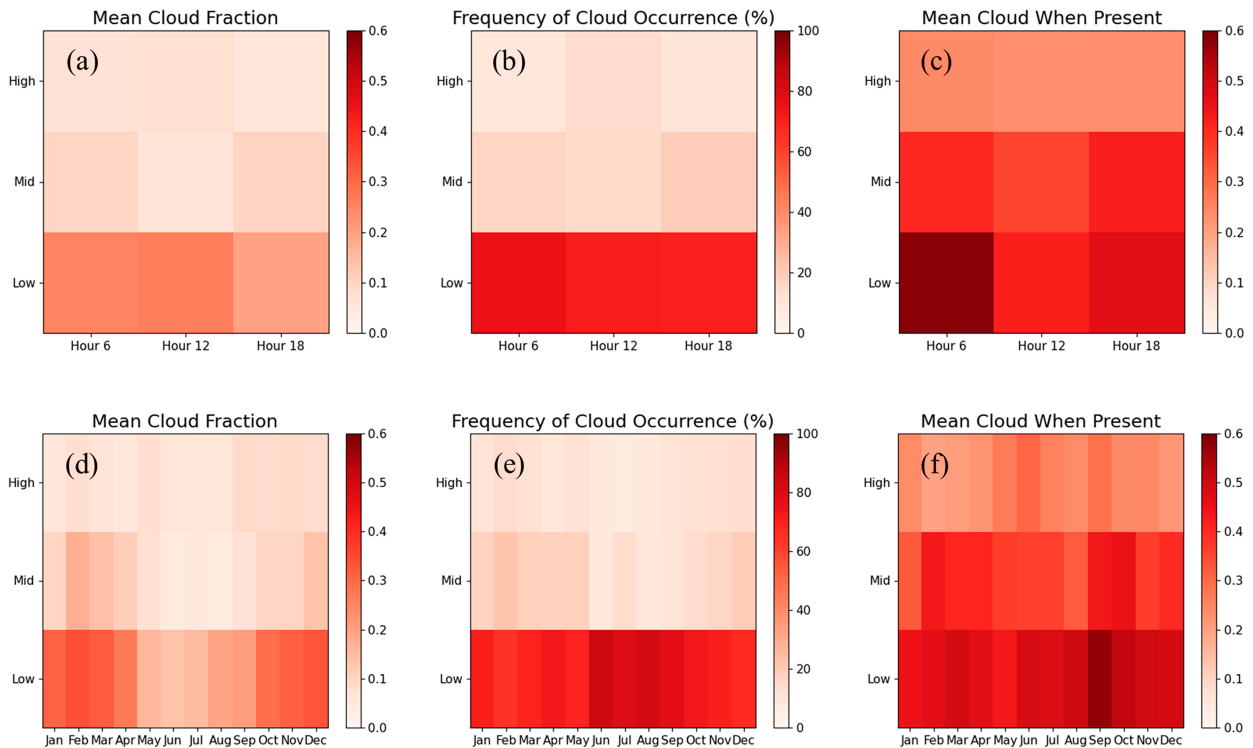 Mean Cloud Fraction
Frequency of Cloud Occurrence (%)
Mean Cloud When Present
(a)
High
Mid
Low
Hour 6 Hour 12 Hour 18
0.6
0.5
0.4
0.3
0.2
0.1
0.0
(b)
Hour 6 Hour 12 Hour 18
100
80
60
40
20
0
(c)
High
Mid
Low
Hour 6 Hour 12 Hour 18
0.6
0.5
0.4
0.3
0.2
0.1
0.0
Mean Cloud Fraction
Frequency of Cloud Occurrence (%)
Mean Cloud When Present
(d)
High
Mid
Low
Jan Feb Mar Apr May Jun Jul Aug Sep Oct Nov Dec
0.6
0.5
0.4
0.3
0.2
0.1
0.0
(e)
High
Mid
Low
Jan Feb Mar Apr May Jun Jul Aug Sep Oct Nov Dec
100
80
60
40
20
0
(f)
High
Mid
Low
Jan Feb Mar Apr May Jun Jul Aug Sep Oct Nov Dec
0.6
0.5
0.4
0.3
0.2
0.1
0.0